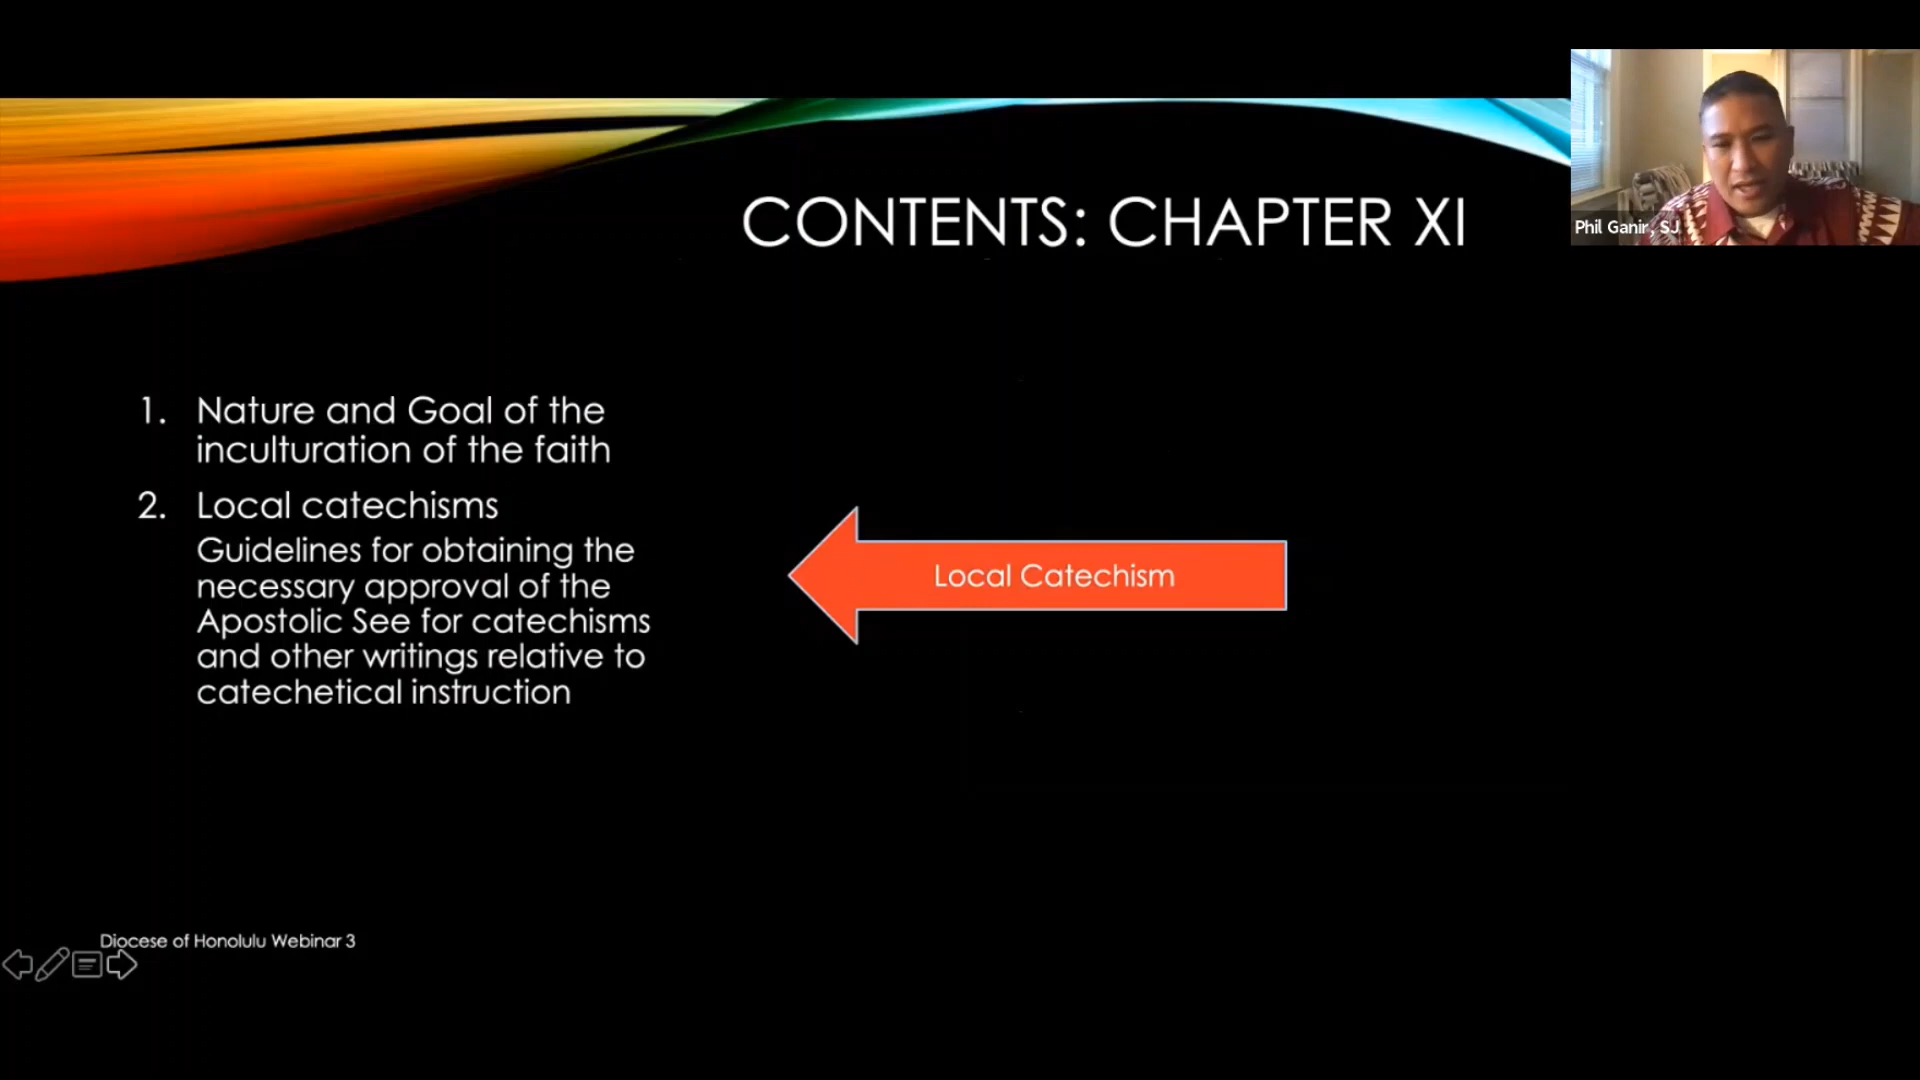 CONTENTS: CHAPTER XI
Phil Ganir, SJ
1. Nature and Goal of the
inculturation of the faith
2. Local catechisms
Guidelines for obtaining the
necessary approval of the
Apostolic See for catechisms
and other writings relative to
catechetical instruction
Local Catechism
Diocese of Honolulu Webinar 3